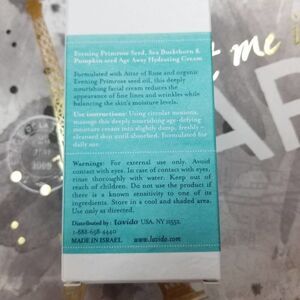 Evening Primrose Seed, Sea Buckthorn &
Pumpkin seed Age Away Hydrating Cream
Formulated with Attar of Rose and organic
Evening Primrose Seed oil, this deeply
nourishing facial cream reduces the
appearance of fine lines and wrinkles while
balancing the skin's moisture levels.
Use instructions: Using circular motions,
massage this deeply nourishing age-defying
moisture cream into slightly damp, freshly
cleansed skin until absorbed. Formulated for
daily use.
Warnings: For external use only. Avoid
contact with eyes. In case of contact with eyes,
rinse thoroughly with water. Keep out of
reach of children. Do not use the product if
there is a known sensitivity to one of its
ingredients. Store in a cool and shaded area.
Use only as directed.
Distributed by : lavido USA, NY 11552.
1-888-658-4440
MADE IN ISRAEL www.lavido.com
me